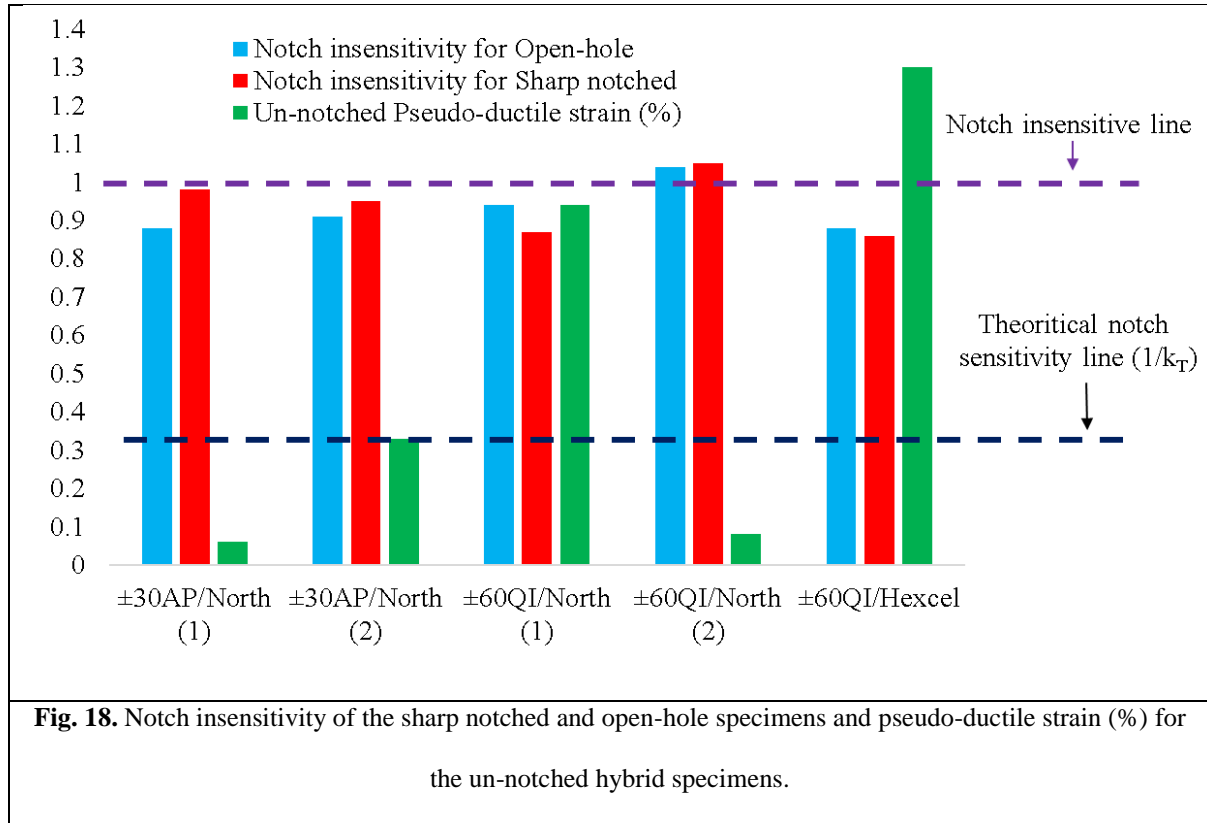 1.4
1.3
1.2
1.1
1
0.9
0.8
0.7
0.6
0.5
0.4
0.3
0.2
0.1
0
Notch insensitivity for Open-hole
Notch insensitivity for Sharp notched
Un-notched Pseudo-ductile strain (%)
Notch insensitive line
Theoritical notch
sensitivity line (1/kT)
±30AP/North
(1)
±30AP/North
(2)
±60QI/North
(1)
±60QI/North
(2)
±60QI/Hexcel
Fig. 18. Notch insensitivity of the sharp notched and open-hole specimens and pseudo-ductile strain (%) for
the un-notched hybrid specimens.